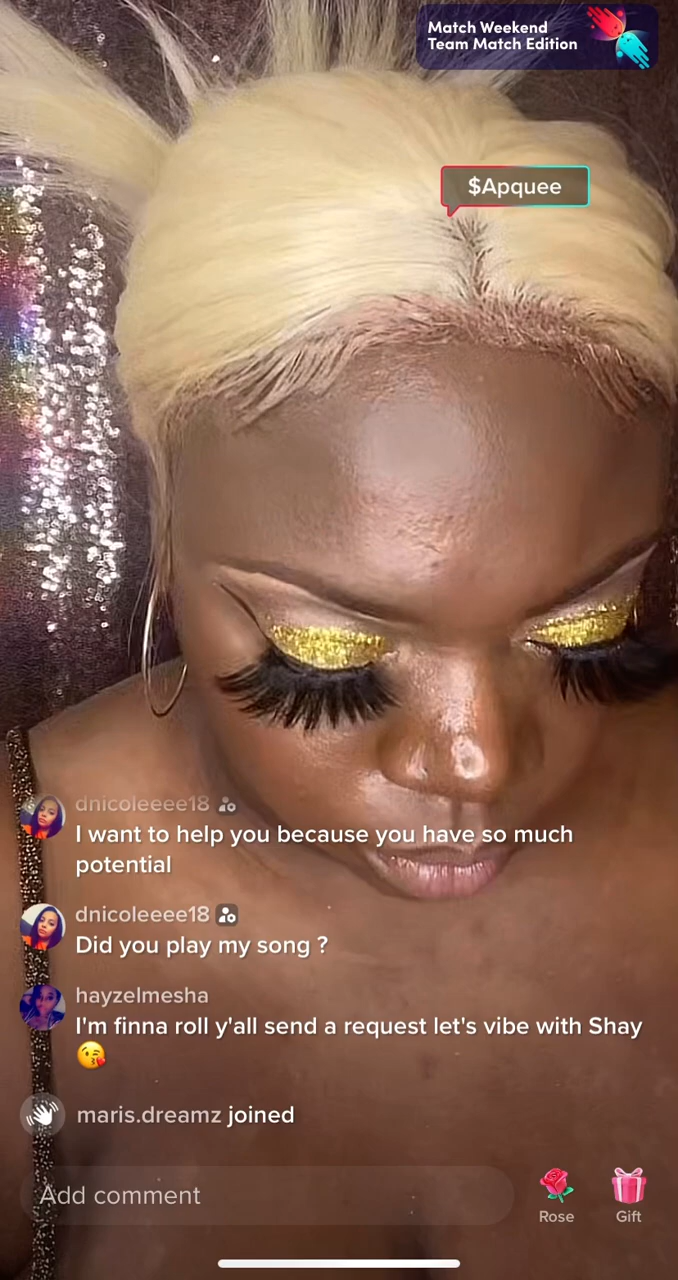 Match Weekend
Team Match Edition
$Apquee
dnicoleeee18
I want to help you because you have so much
potential
dnicoleeee18
Did you play my song ?
hayzelmesha
I'm finna roll y'all send a request let's vibe with Shay
😘
maris.dreamz joined
Add comment
Rose
Gift